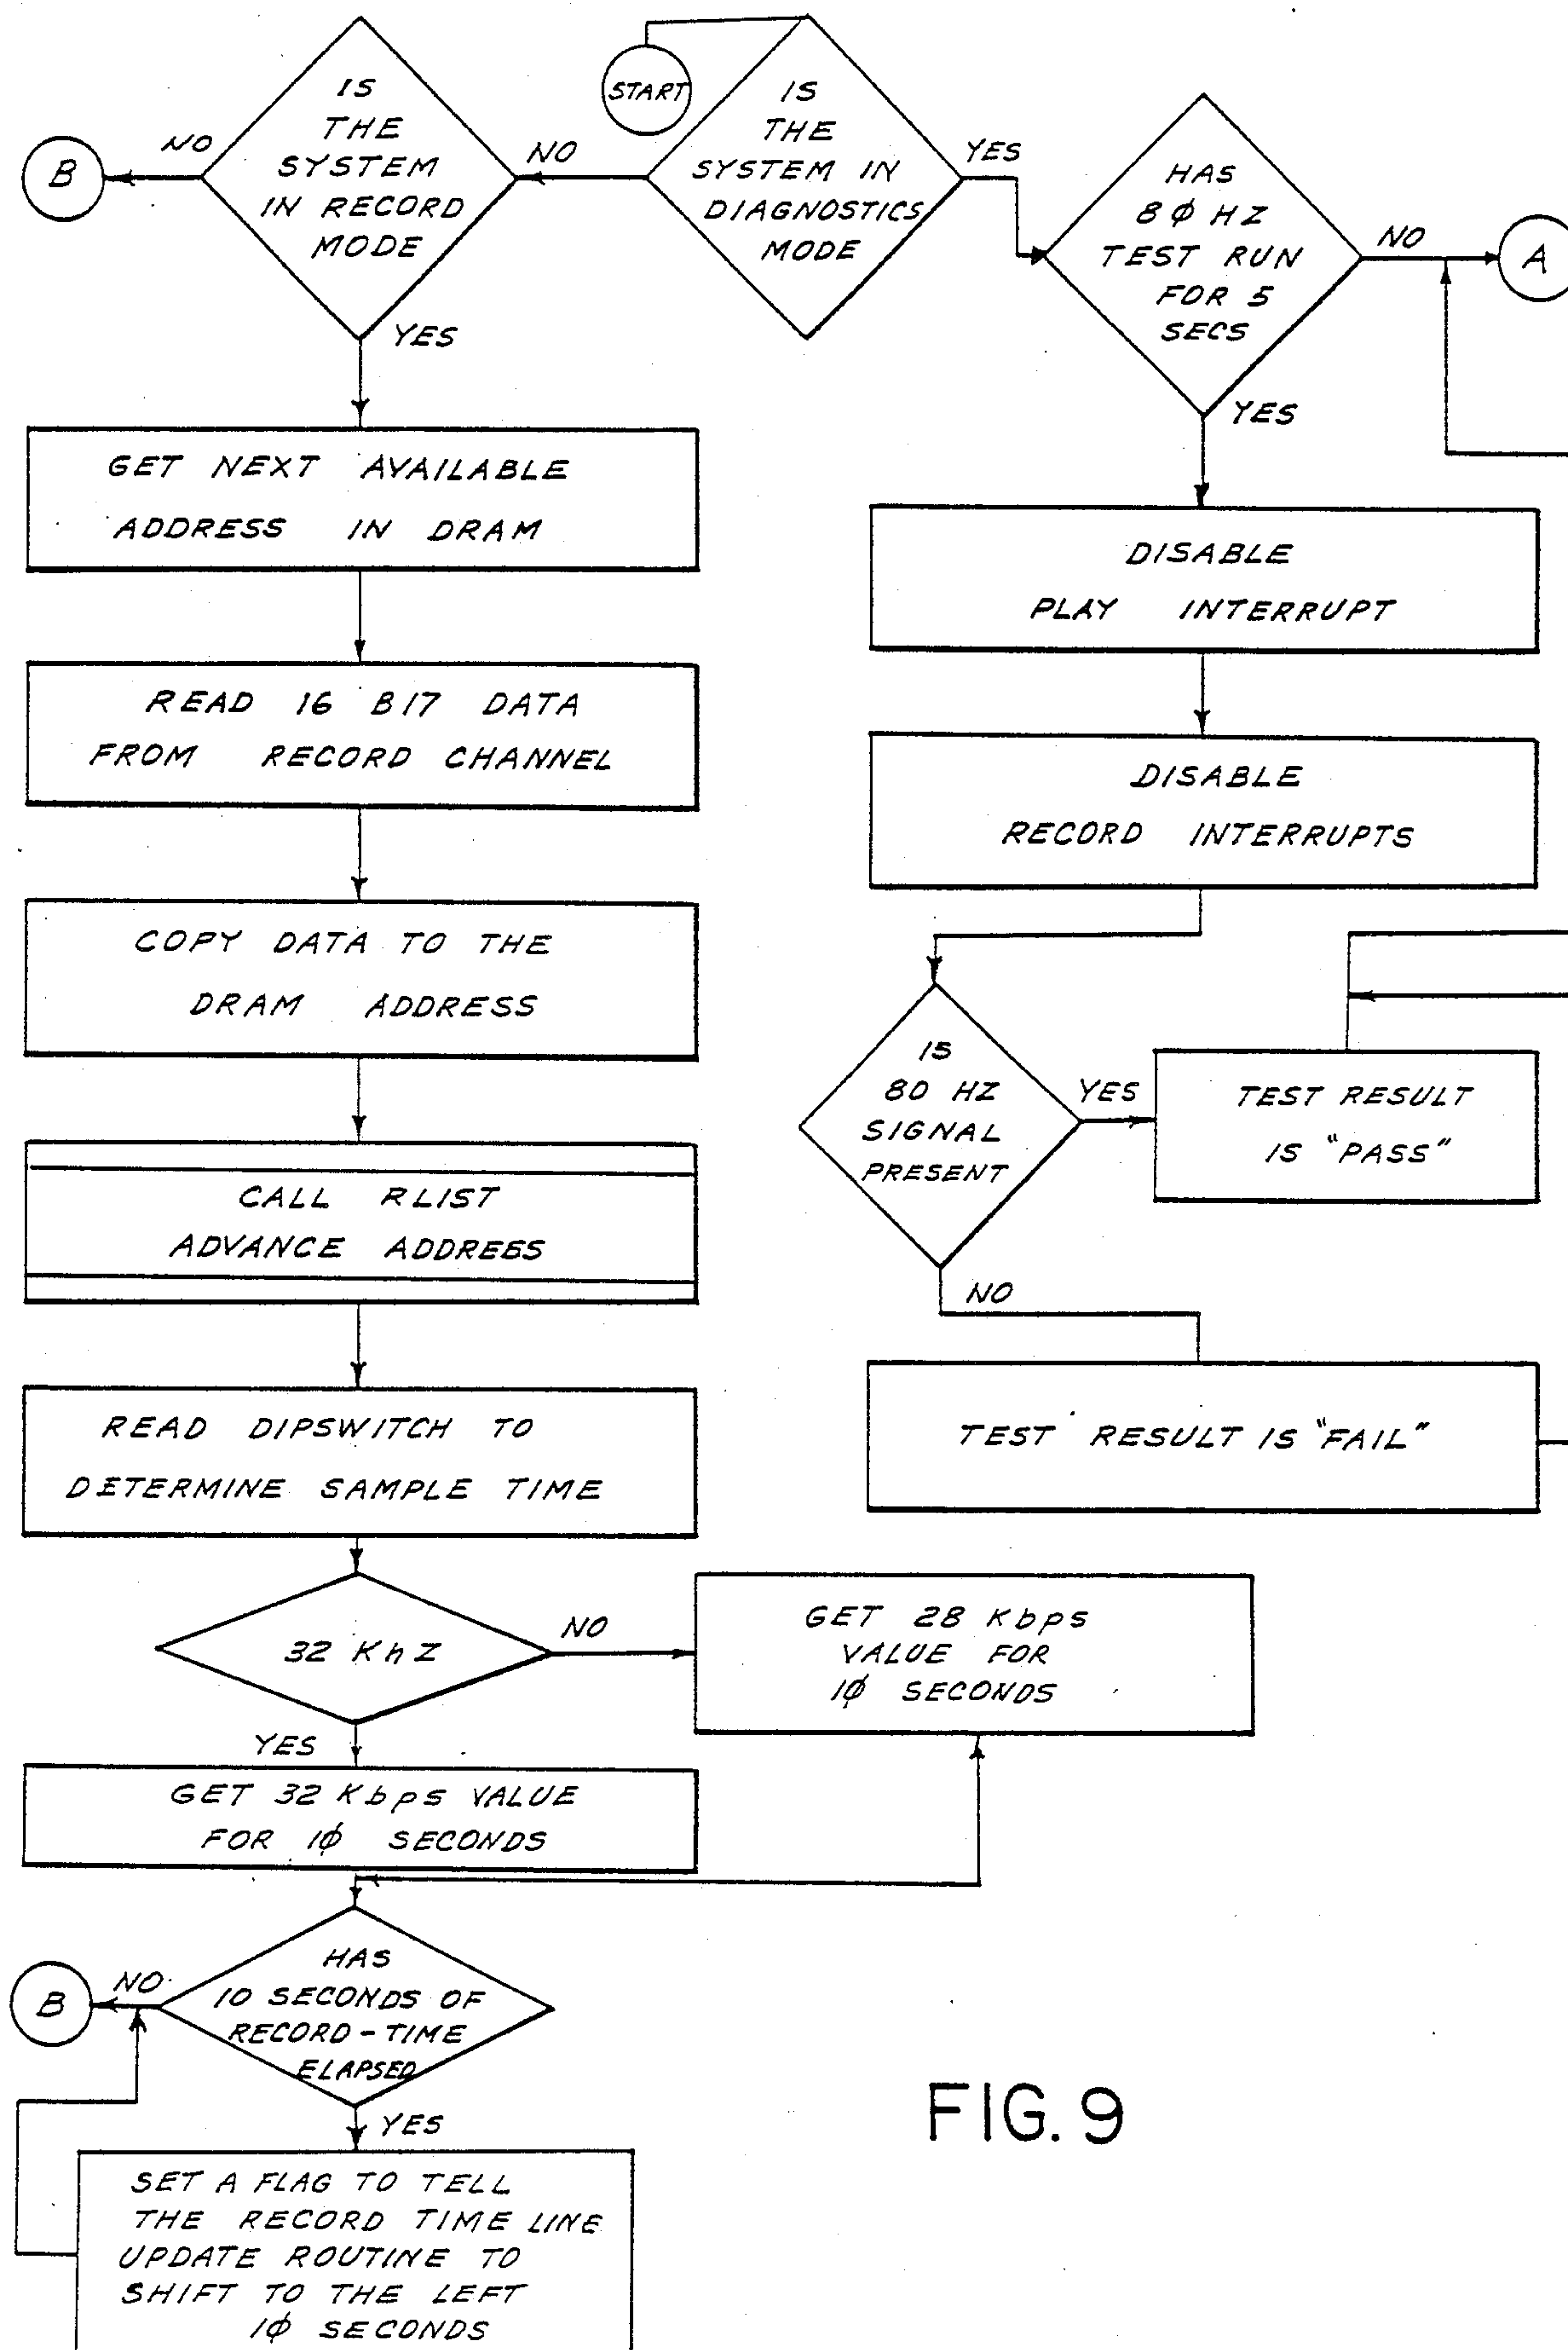 START
IS
THE
SYSTEM
IN RECORD
MODE
NO
B
YES
IS
THE
SYSTEM IN
DIAGNOSTICS
MODE
NO
YES
HAS
8φ HZ
TEST RUN
FOR 5
SECS
NO
A
YES
GET NEXT AVAILABLE
ADDRESS IN DRAM
READ 16 B17 DATA
FROM RECORD CHANNEL
COPY DATA TO THE
DRAM ADDRESS
CALL RLIST
ADVANCE ADDRESS
READ DIPSWITCH TO
DETERMINE SAMPLE TIME
32 KhZ
NO
YES
GET 28 Kbps
VALUE FOR
1φ SECONDS
GET 32 Kbps VALUE
FOR 1φ SECONDS
HAS
10 SECONDS OF
RECORD-TIME
ELAPSED
NO
B
YES
SET A FLAG TO TELL
THE RECORD TIME LINE
UPDATE ROUTINE TO
SHIFT TO THE LEFT
1φ SECONDS
DISABLE
PLAY INTERRUPT
DISABLE
RECORD INTERRUPTS
IS
80 HZ
SIGNAL
PRESENT
YES
NO
TEST RESULT
IS "PASS"
TEST RESULT IS "FAIL"
FIG. 9